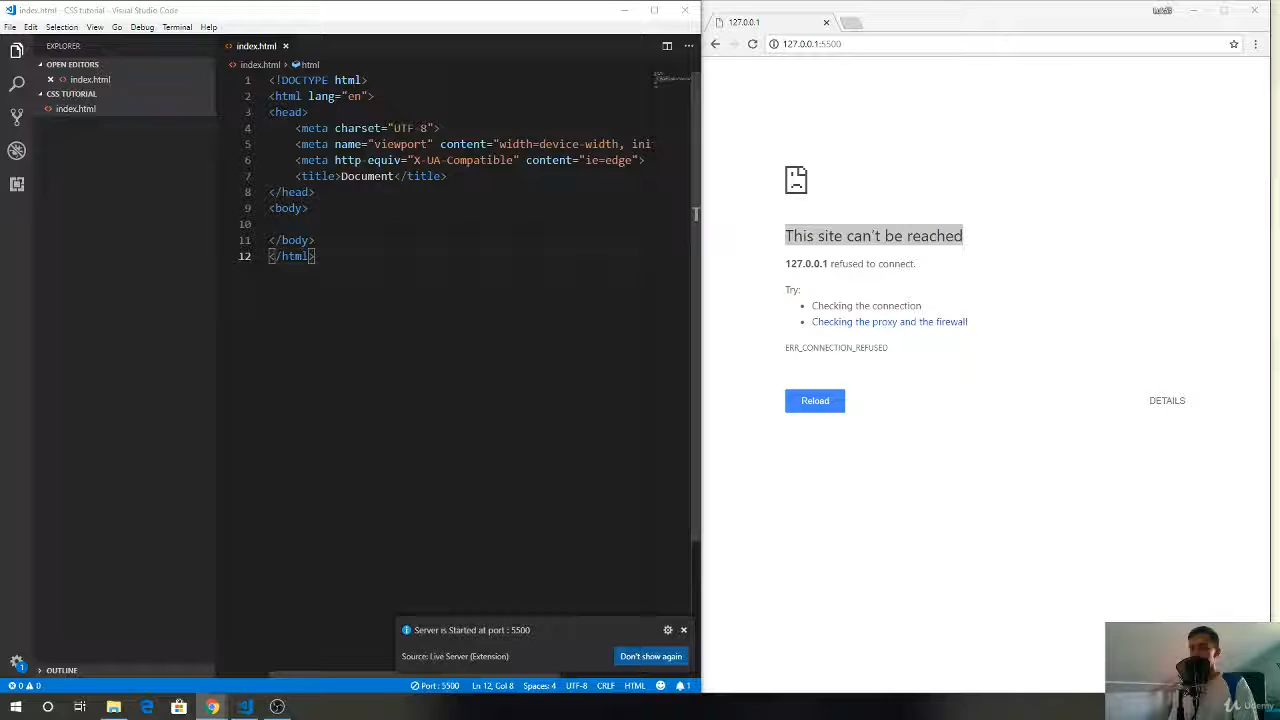 index.html - CSS tutorial - Visual Studio Code
File Edit Selection View Go Debug Terminal Help
EXPLORER
OPEN EDITORS
index.html
CSS TUTORIAL
index.html
OUTLINE
index.html
index.html > html
1 <!DOCTYPE html>
2 <html lang="en">
3 <head>
4 <meta charset="UTF-8">
5 <meta name="viewport" content="width=device-width, ini
6 <meta http-equiv="X-UA-Compatible" content="ie=edge">
7 <title>Document</title>
8 </head>
9 <body>
10
11 </body>
12 </html>
Server is Started at port : 5500
Source: Live Server (Extension)
Don't show again
0 0
Port : 5500 Ln 12, Col 8 Spaces: 4 UTF-8 CRLF HTML 1
1
127.0.0.1
127.0.0.1:5500
This site can't be reached
127.0.0.1 refused to connect.
Try:
• Checking the connection
• Checking the proxy and the firewall
ERR_CONNECTION_REFUSED
Reload
DETAILS
Udemy